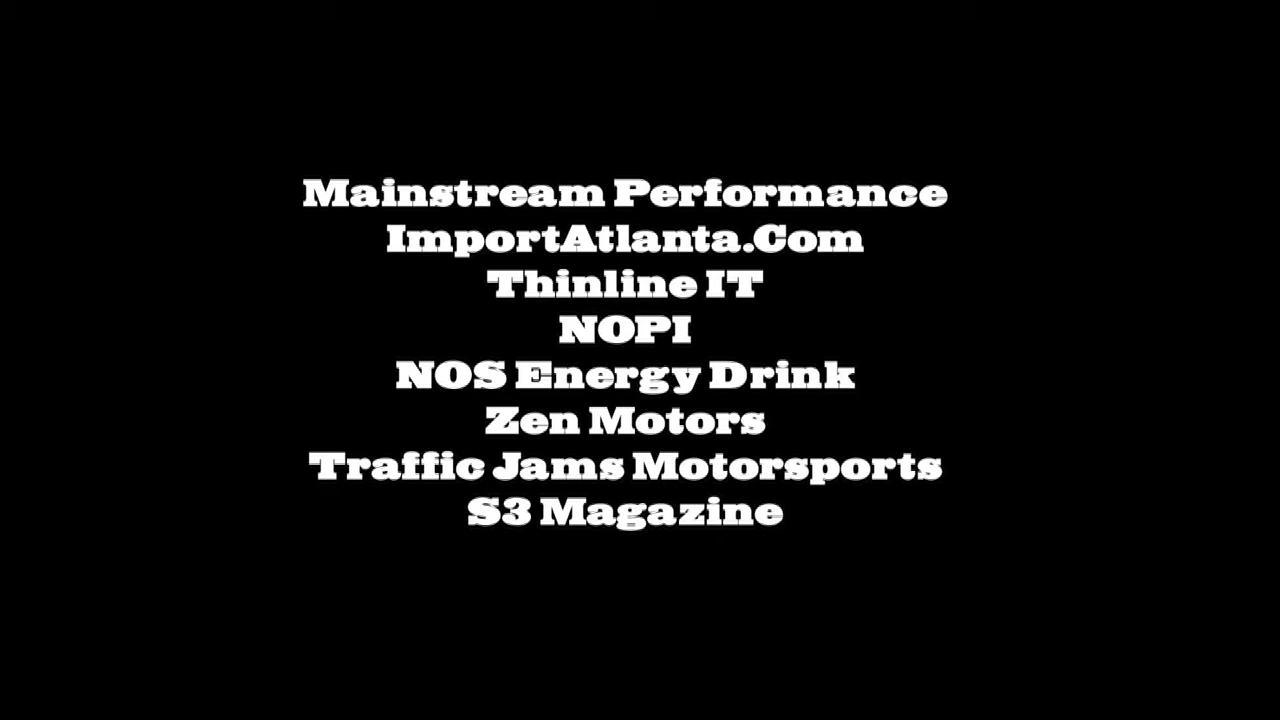 Mainstream Performance
ImportAtlanta.Com
Thinline IT
NOPI
NOS Energy Drink
Zen Motors
Traffic Jams Motorsports
S3 Magazine